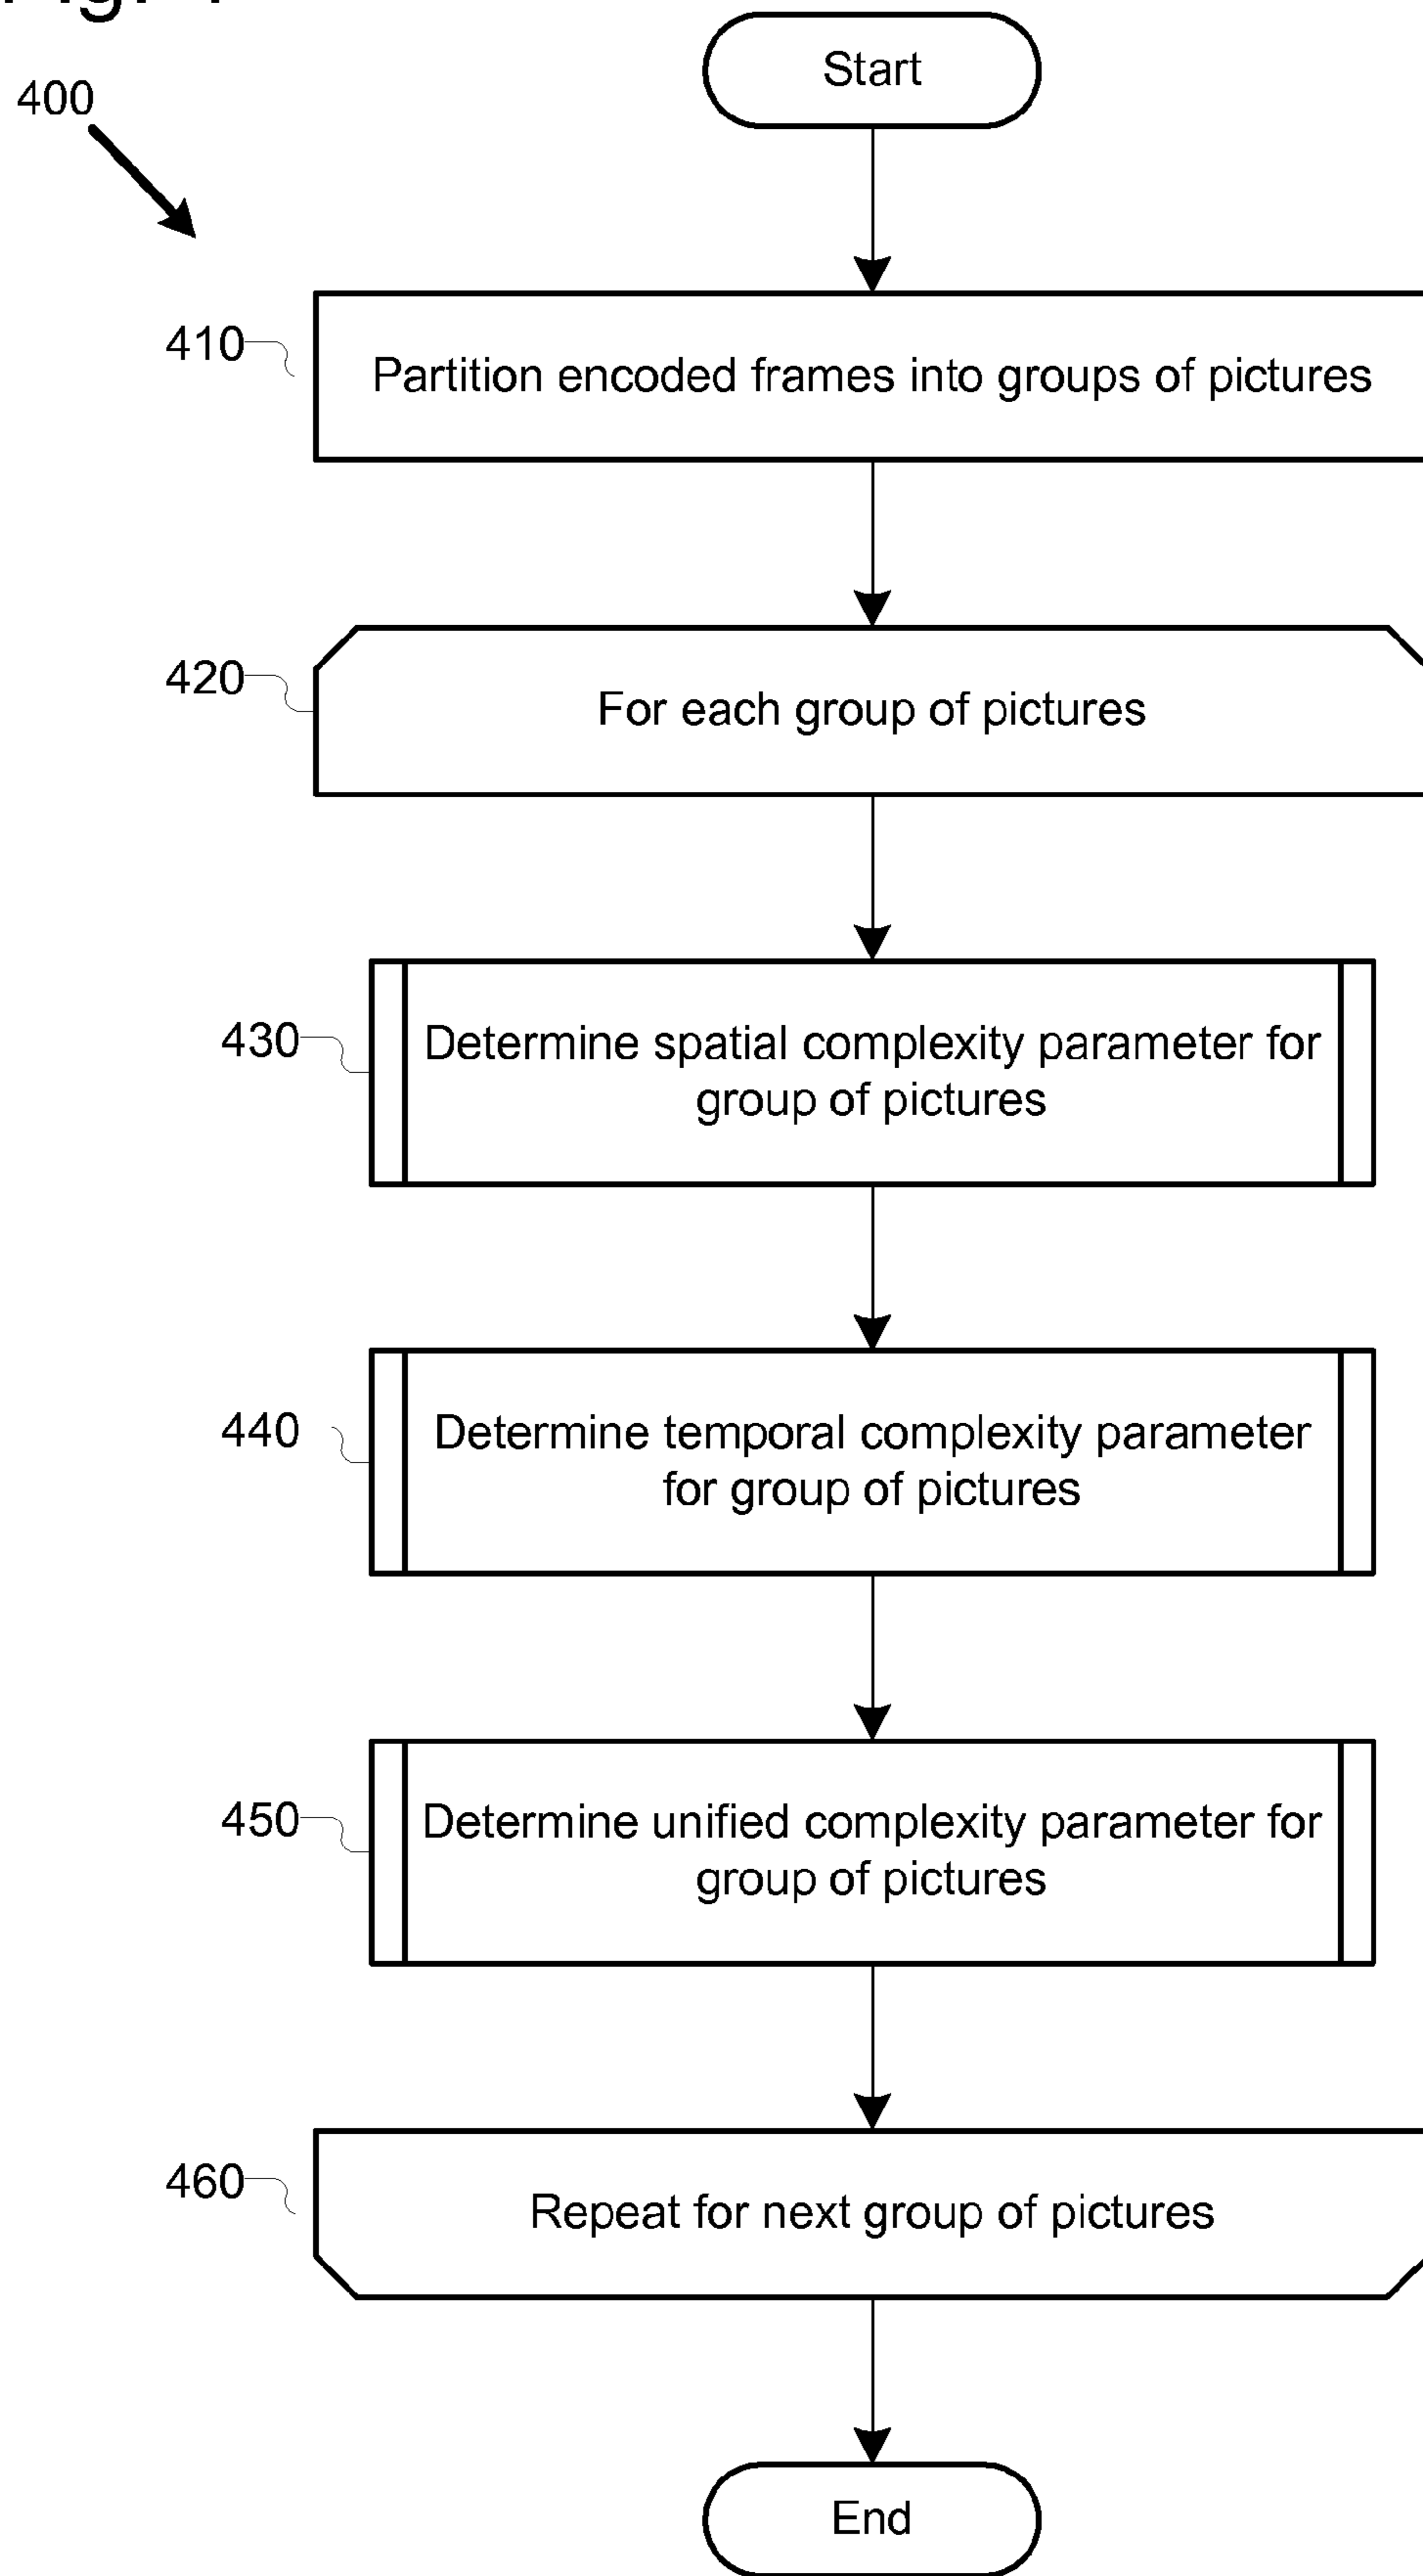 400
Start
410
Partition encoded frames into groups of pictures
420
For each group of pictures
430
Determine spatial complexity parameter for
group of pictures
440
Determine temporal complexity parameter
for group of pictures
450
Determine unified complexity parameter for
group of pictures
460
Repeat for next group of pictures
End